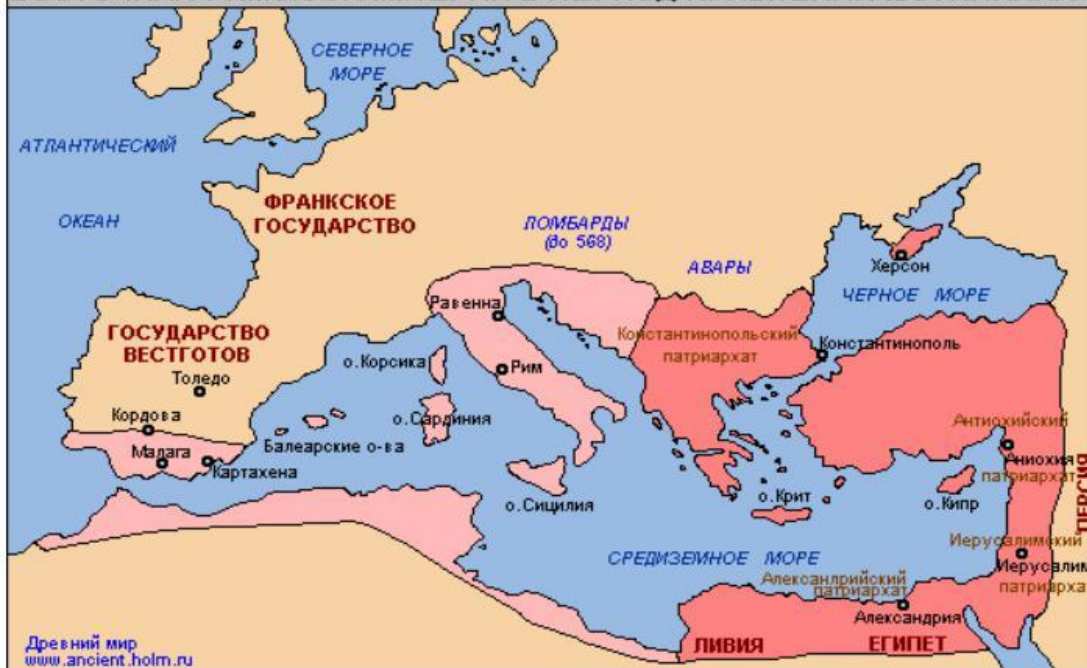 СЕВЕРНОЕ
МОРЕ
АТЛАНТИЧЕСКИЙ
ОКЕАН
ФРАНКСКОЕ
ГОСУДАРСТВО
ЛОМБАРДЫ
(до 568)
АВАРЫ
Херсон
ЧЕРНОЕ МОРЕ
Равенна
ГОСУДАРСТВО
ВЕСТГОТОВ
Константинопольский
патриархат
Константинополь
о.Корсика
Рим
Толедо
Кордова
о.Сардиния
Балеарские о-ва
Малага
Картахена
Антиохийский
Аниохия
патриархат
ПЕРСИЯ
о.Сицилия
о.Крит
о.Кипр
СРЕДИЗЕМНОЕ МОРЕ
Иерусалимский
Иерусалим
патриарха
Александрийский
патриархат
Александрия
ЛИВИЯ
ЕГИПЕТ
Древний мир
www.ancient.holm.ru